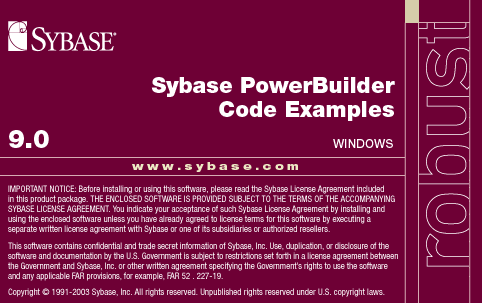 SYBASE®
Sybase PowerBuilder
Code Examples
9.0
WINDOWS
www.sybase.com
IMPORTANT NOTICE: Before installing or using this software, please read the Sybase License Agreement included
in this product package. THE ENCLOSED SOFTWARE IS PROVIDED SUBJECT TO THE TERMS OF THE ACCOMPANYING
SYBASE LICENSE AGREEMENT. You indicate your acceptance of such Sybase License Agreement by installing and
using the enclosed software unless you have already agreed to license terms for this software by executing a
separate written license agreement with Sybase or one of its subsidiaries or authorized resellers.
This software contains confidential and trade secret information of Sybase, Inc. Use, duplication, or disclosure of the
software and documentation by the U.S. Government is subject to restrictions set forth in a license agreement between
the Government and Sybase, Inc. or other written agreement specifying the Government's rights to use the software
and any applicable FAR provisions, for example, FAR 52 . 227-19.
Copyright © 1991-2003 Sybase, Inc. All rights reserved. Unpublished rights reserved under U.S. copyright laws.
robust